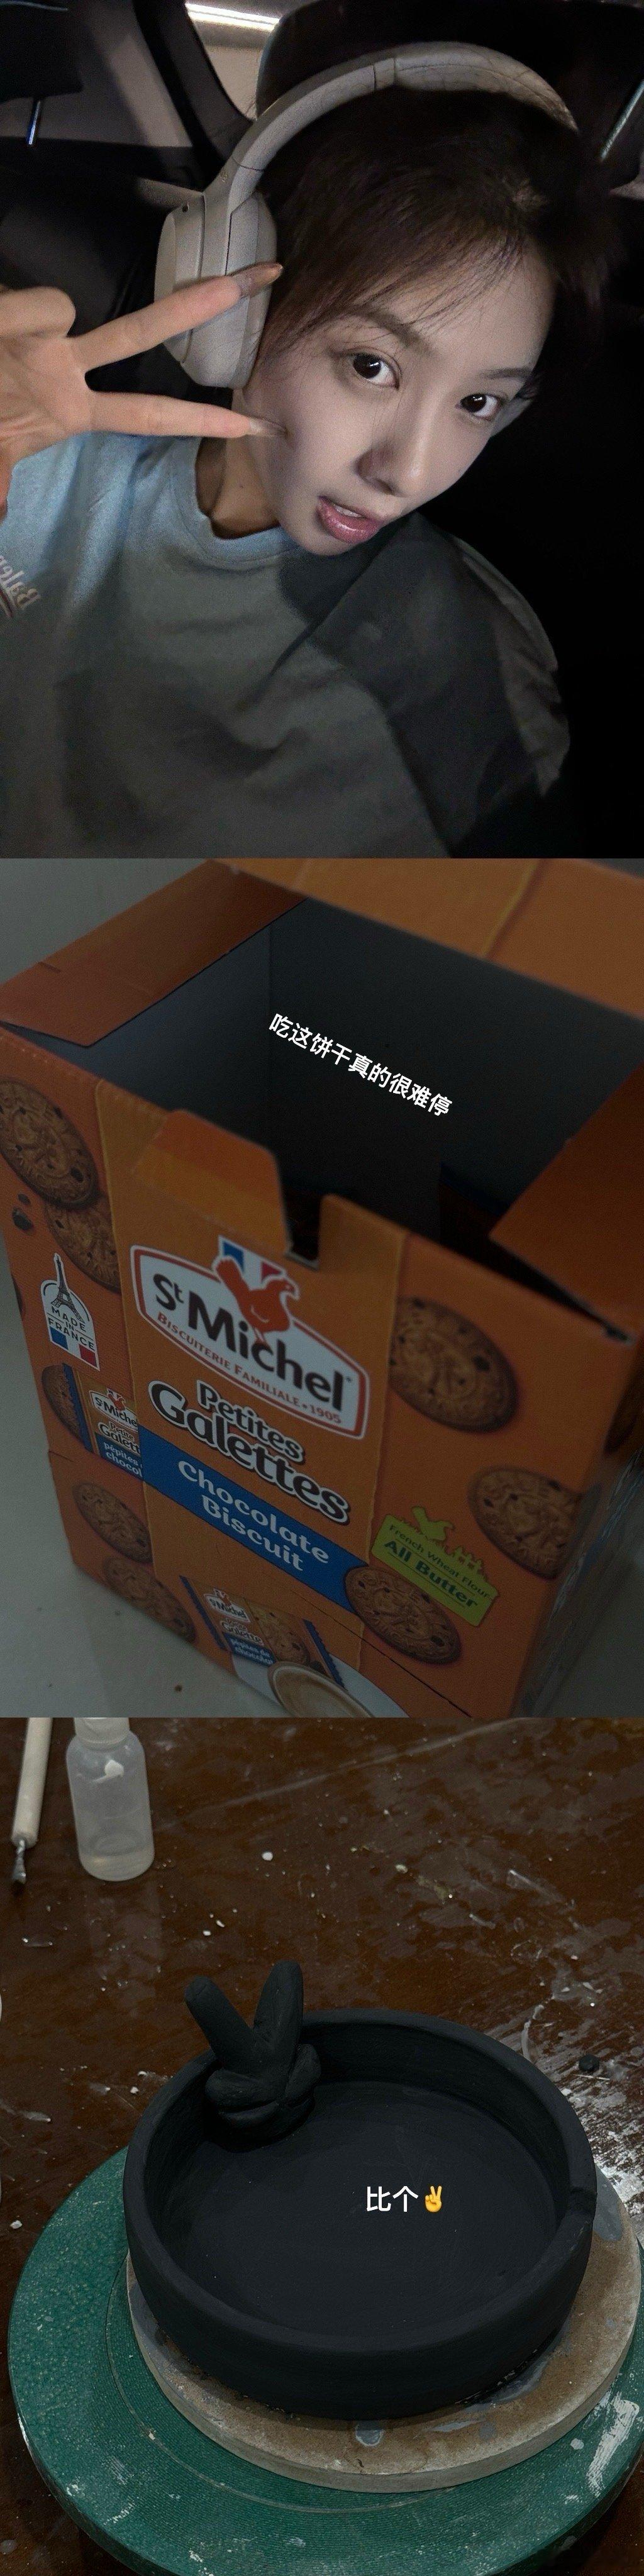 吃这饼干真的很难停
MADE
IN
FRANCE
St Michel
BISCUITERIE FAMILIALE • 1905
Petites
Galettes
Chocolate
Biscuit
French Wheat Flour
All Butter
比个✌️